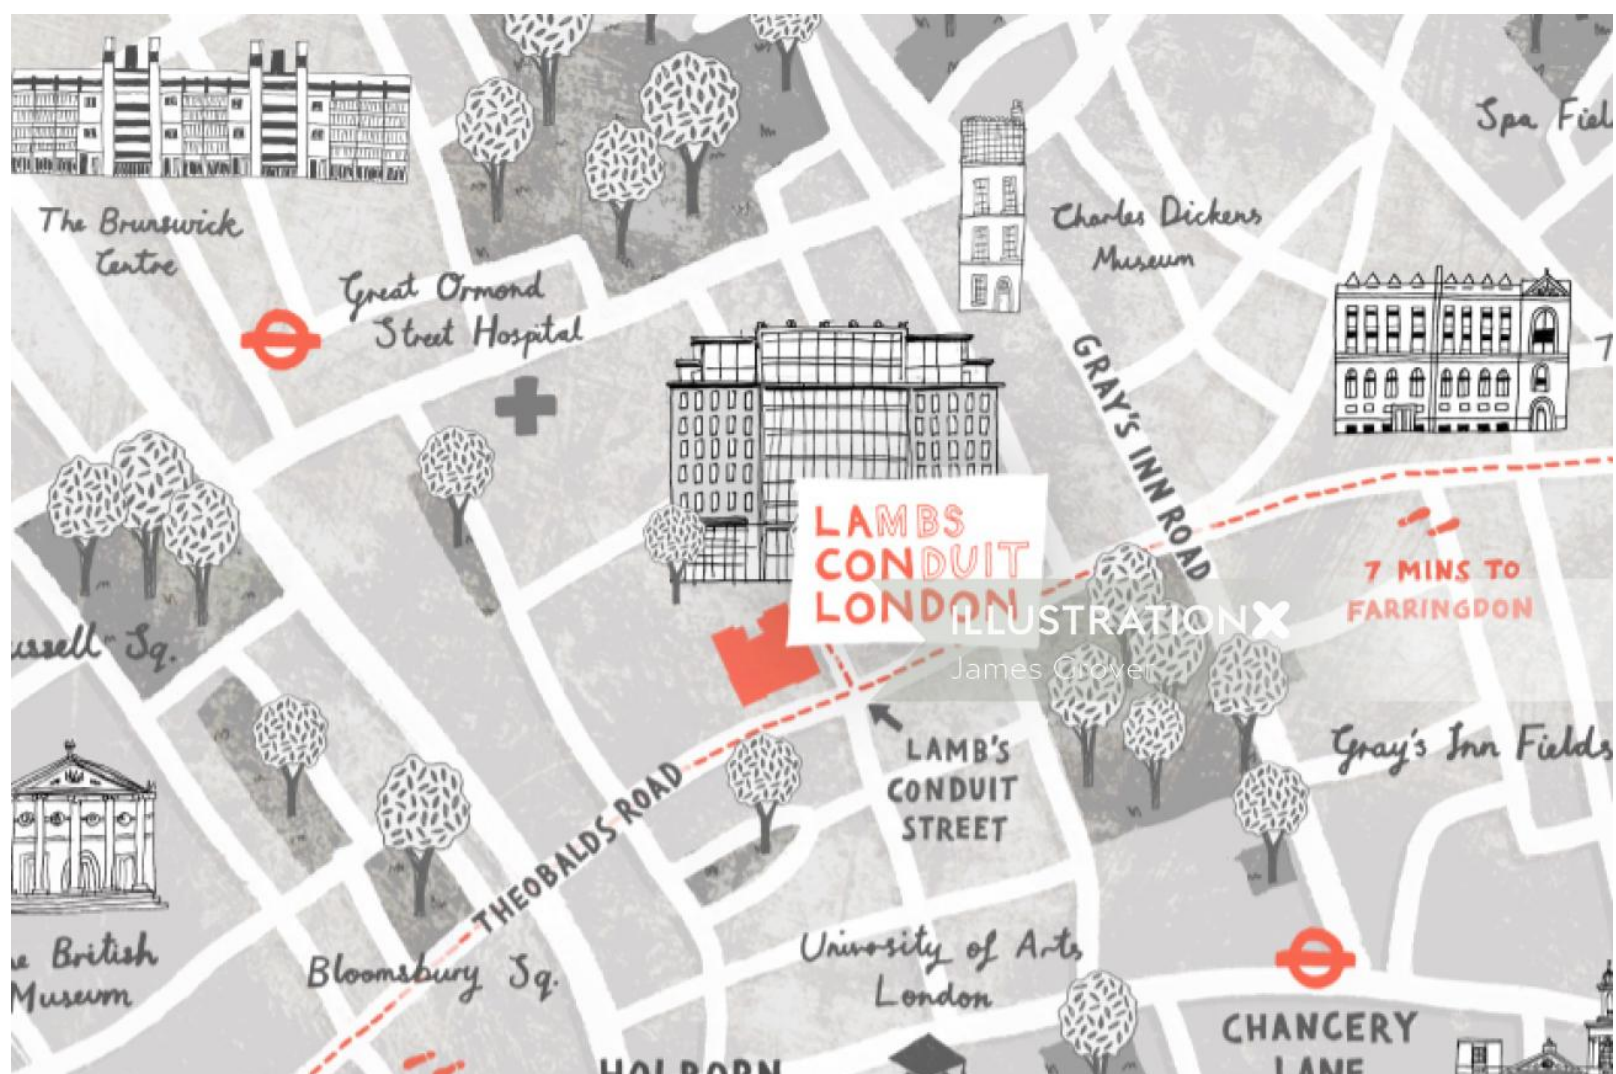 Spa Fiel
The Brunswick
Centre
Charles Dickens
Museum
Great Ormond
Street Hospital
GRAY'S INN ROAD
T
LAMBS
CONDUIT
LONDON
7 MINS TO
FARRINGDON
ILLUSTRATIONX
James Grover
ussell Sq.
LAMB'S
CONDUIT
STREET
Gray's Inn Fields
THEOBALDS ROAD
e British
Museum
Bloomsbury Sq.
University of Arts
London
CHANCERY
LANE
HOLBORN